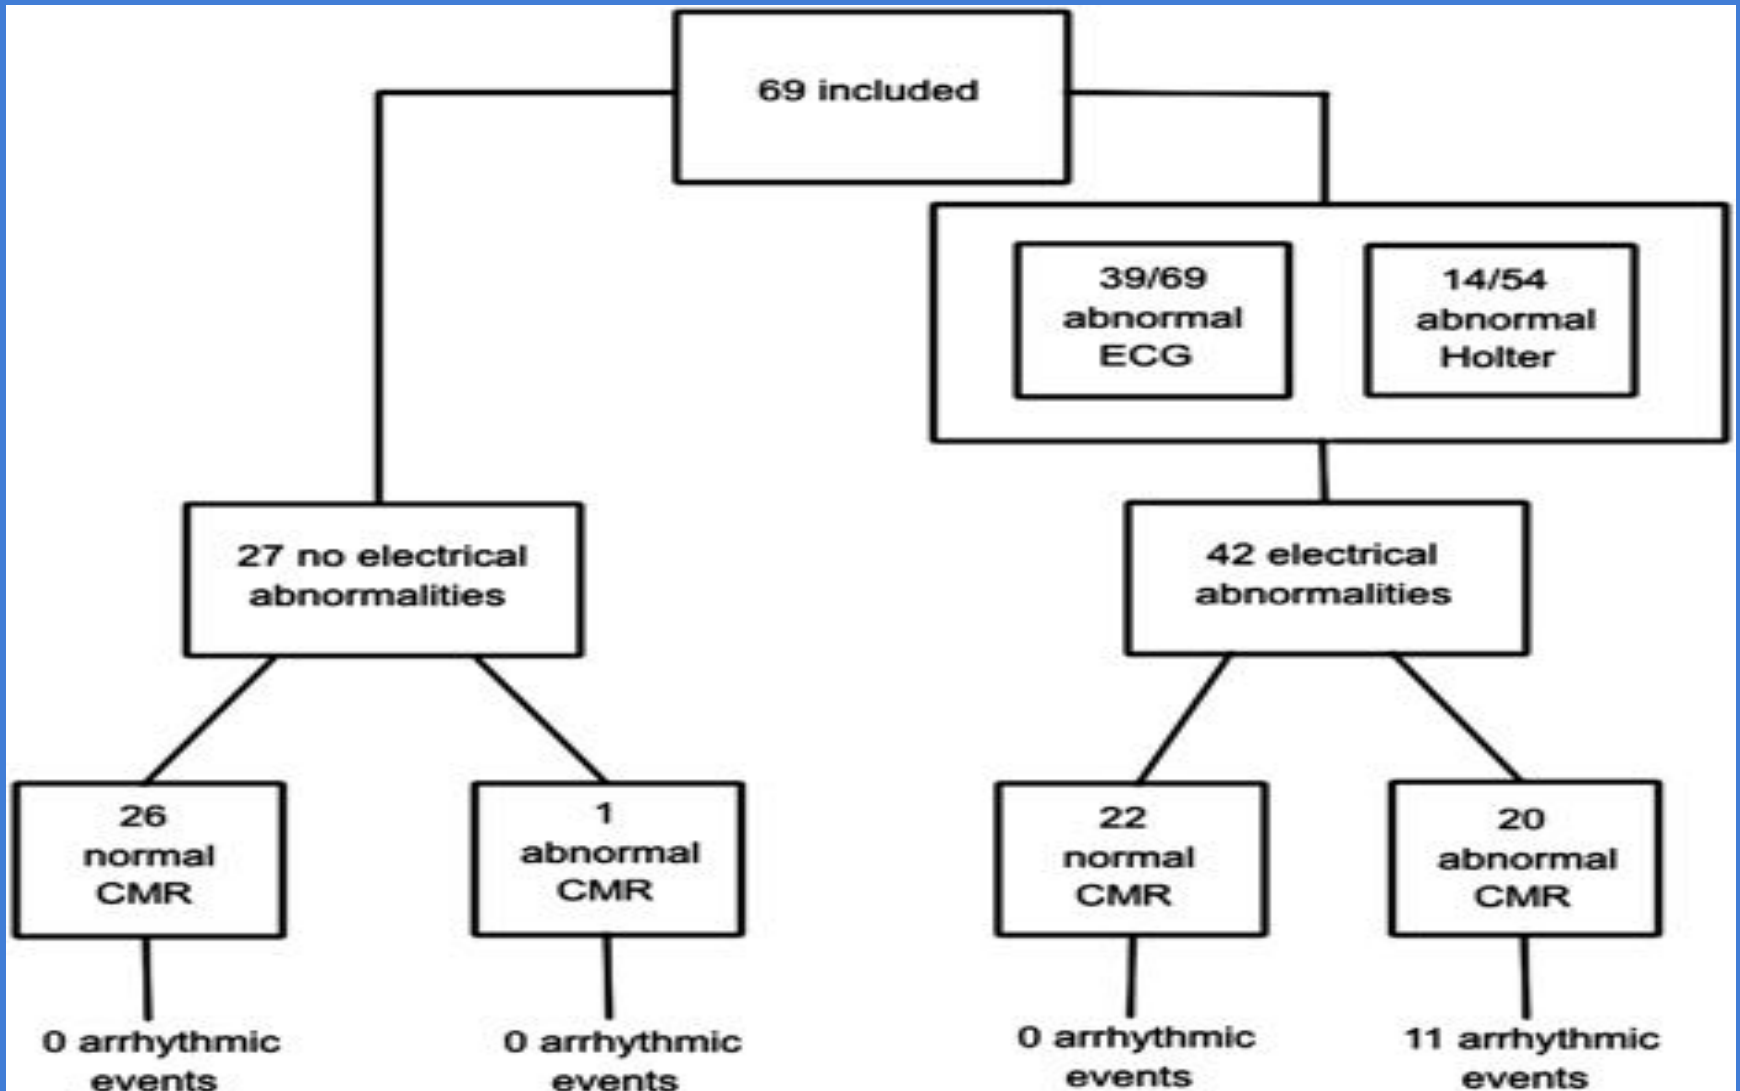 69 included
39/69
abnormal
ECG
14/54
abnormal
Holter
27 no electrical
abnormalities
42 electrical
abnormalities
26
normal
CMR
1
abnormal
CMR
22
normal
CMR
20
abnormal
CMR
0 arrhythmic
events
0 arrhythmic
events
0 arrhythmic
events
11 arrhythmic
events